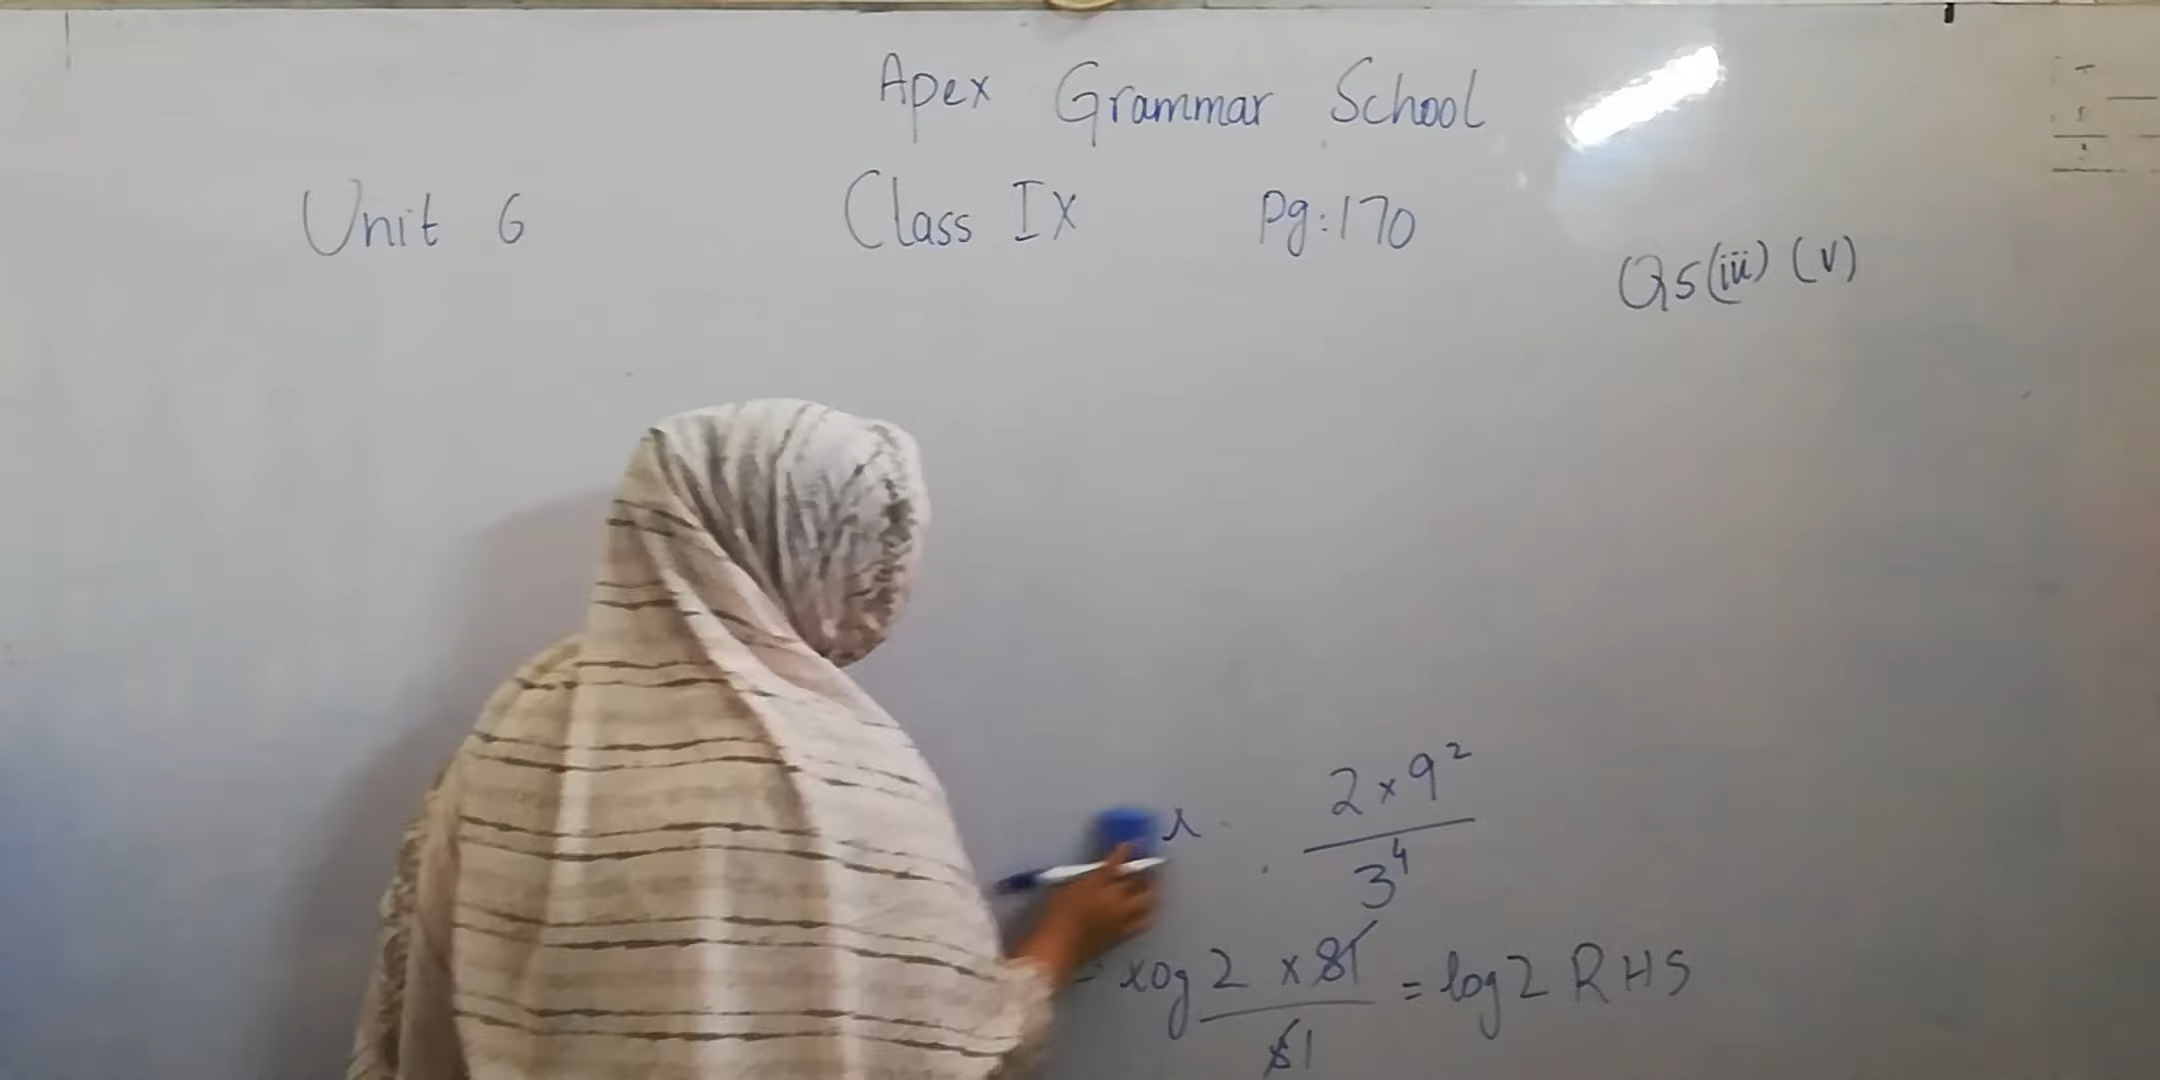 Apex Grammar School
Unit 6 Class IX Pg:170
Q5(iii) (v)
2 × 9²
3⁴
= log 2 × 81 = log 2 RHS
81